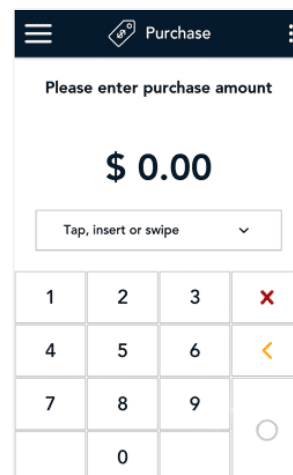 Purchase
Please enter purchase amount
$ 0.00
Tap, insert or swipe
1 2 3
4 5 6
7 8 9
0